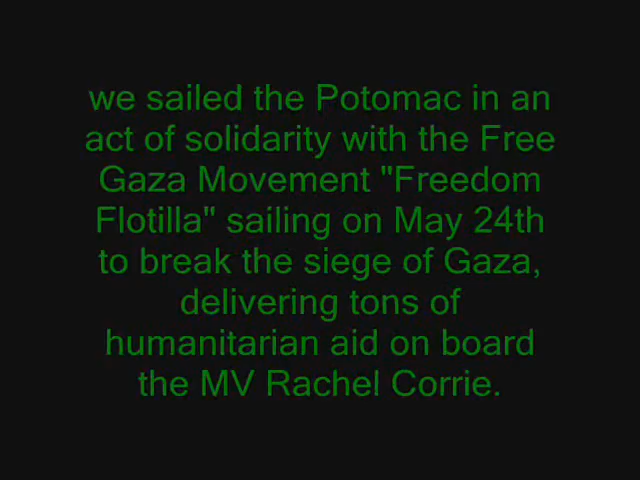 we sailed the Potomac in an
act of solidarity with the Free
Gaza Movement "Freedom
Flotilla" sailing on May 24th
to break the siege of Gaza,
delivering tons of
humanitarian aid on board
the MV Rachel Corrie.